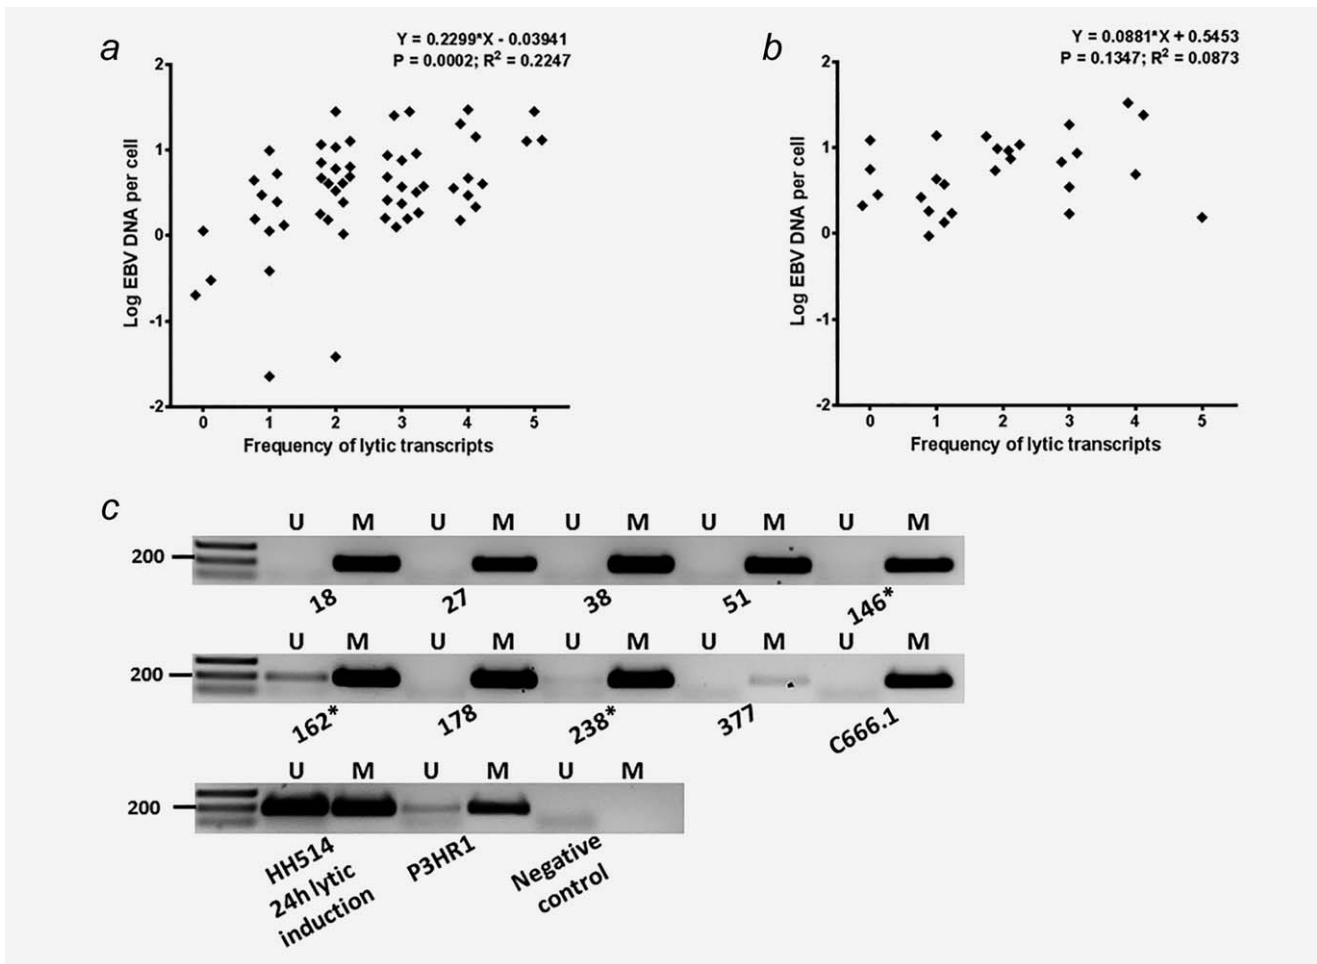 a
Y = 0.2299*X - 0.03941
P = 0.0002; R² = 0.2247
2
1
0
-1
-2
Log EBV DNA per cell
0 1 2 3 4 5
Frequency of lytic transcripts
b
Y = 0.0881*X + 0.5453
P = 0.1347; R² = 0.0873
2
1
0
-1
-2
Log EBV DNA per cell
0 1 2 3 4 5
Frequency of lytic transcripts
c
U M U M U M U M U M
200
18 27 38 51 146*
U M U M U M U M U M
200
162* 178 238* 377 C666.1
U M U M U M
200
HH514
24h lytic
induction
P3HR1
Negative
control